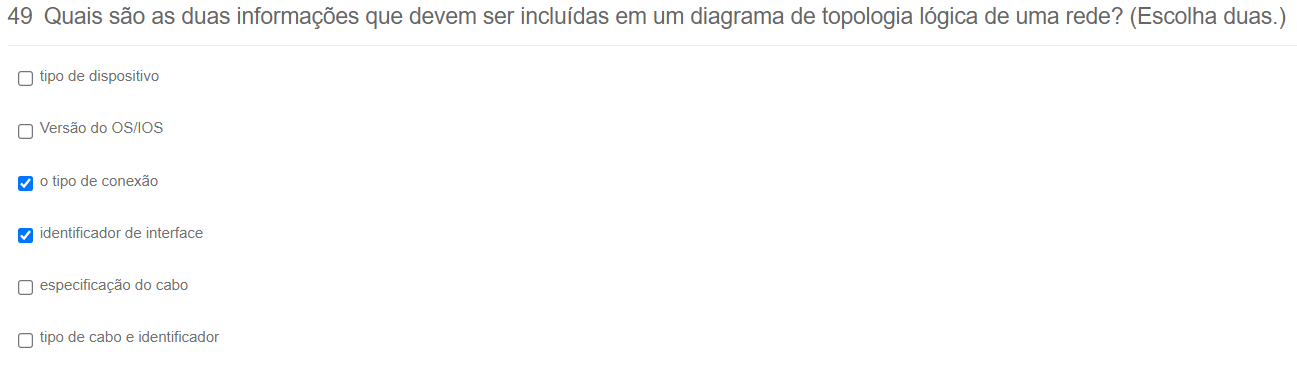 49 Quais são as duas informações que devem ser incluídas em um diagrama de topologia lógica de uma rede? (Escolha duas.)
tipo de dispositivo
Versão do OS/IOS
o tipo de conexão
identificador de interface
especificação do cabo
tipo de cabo e identificador